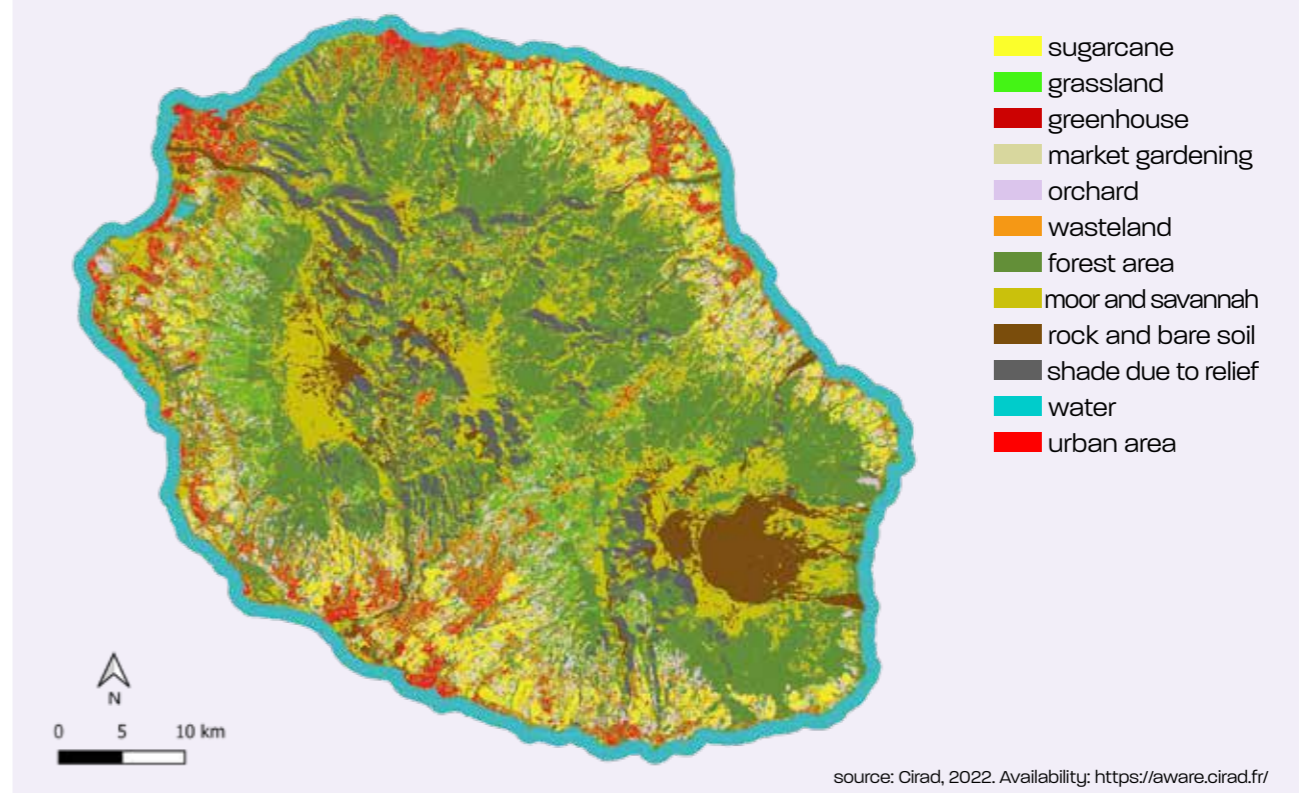 sugarcane
grassland
greenhouse
market gardening
orchard
wasteland
forest area
moor and savannah
rock and bare soil
shade due to relief
water
urban area
N
0 5 10 km
source: Cirad, 2022. Availability: https://aware.cirad.fr/